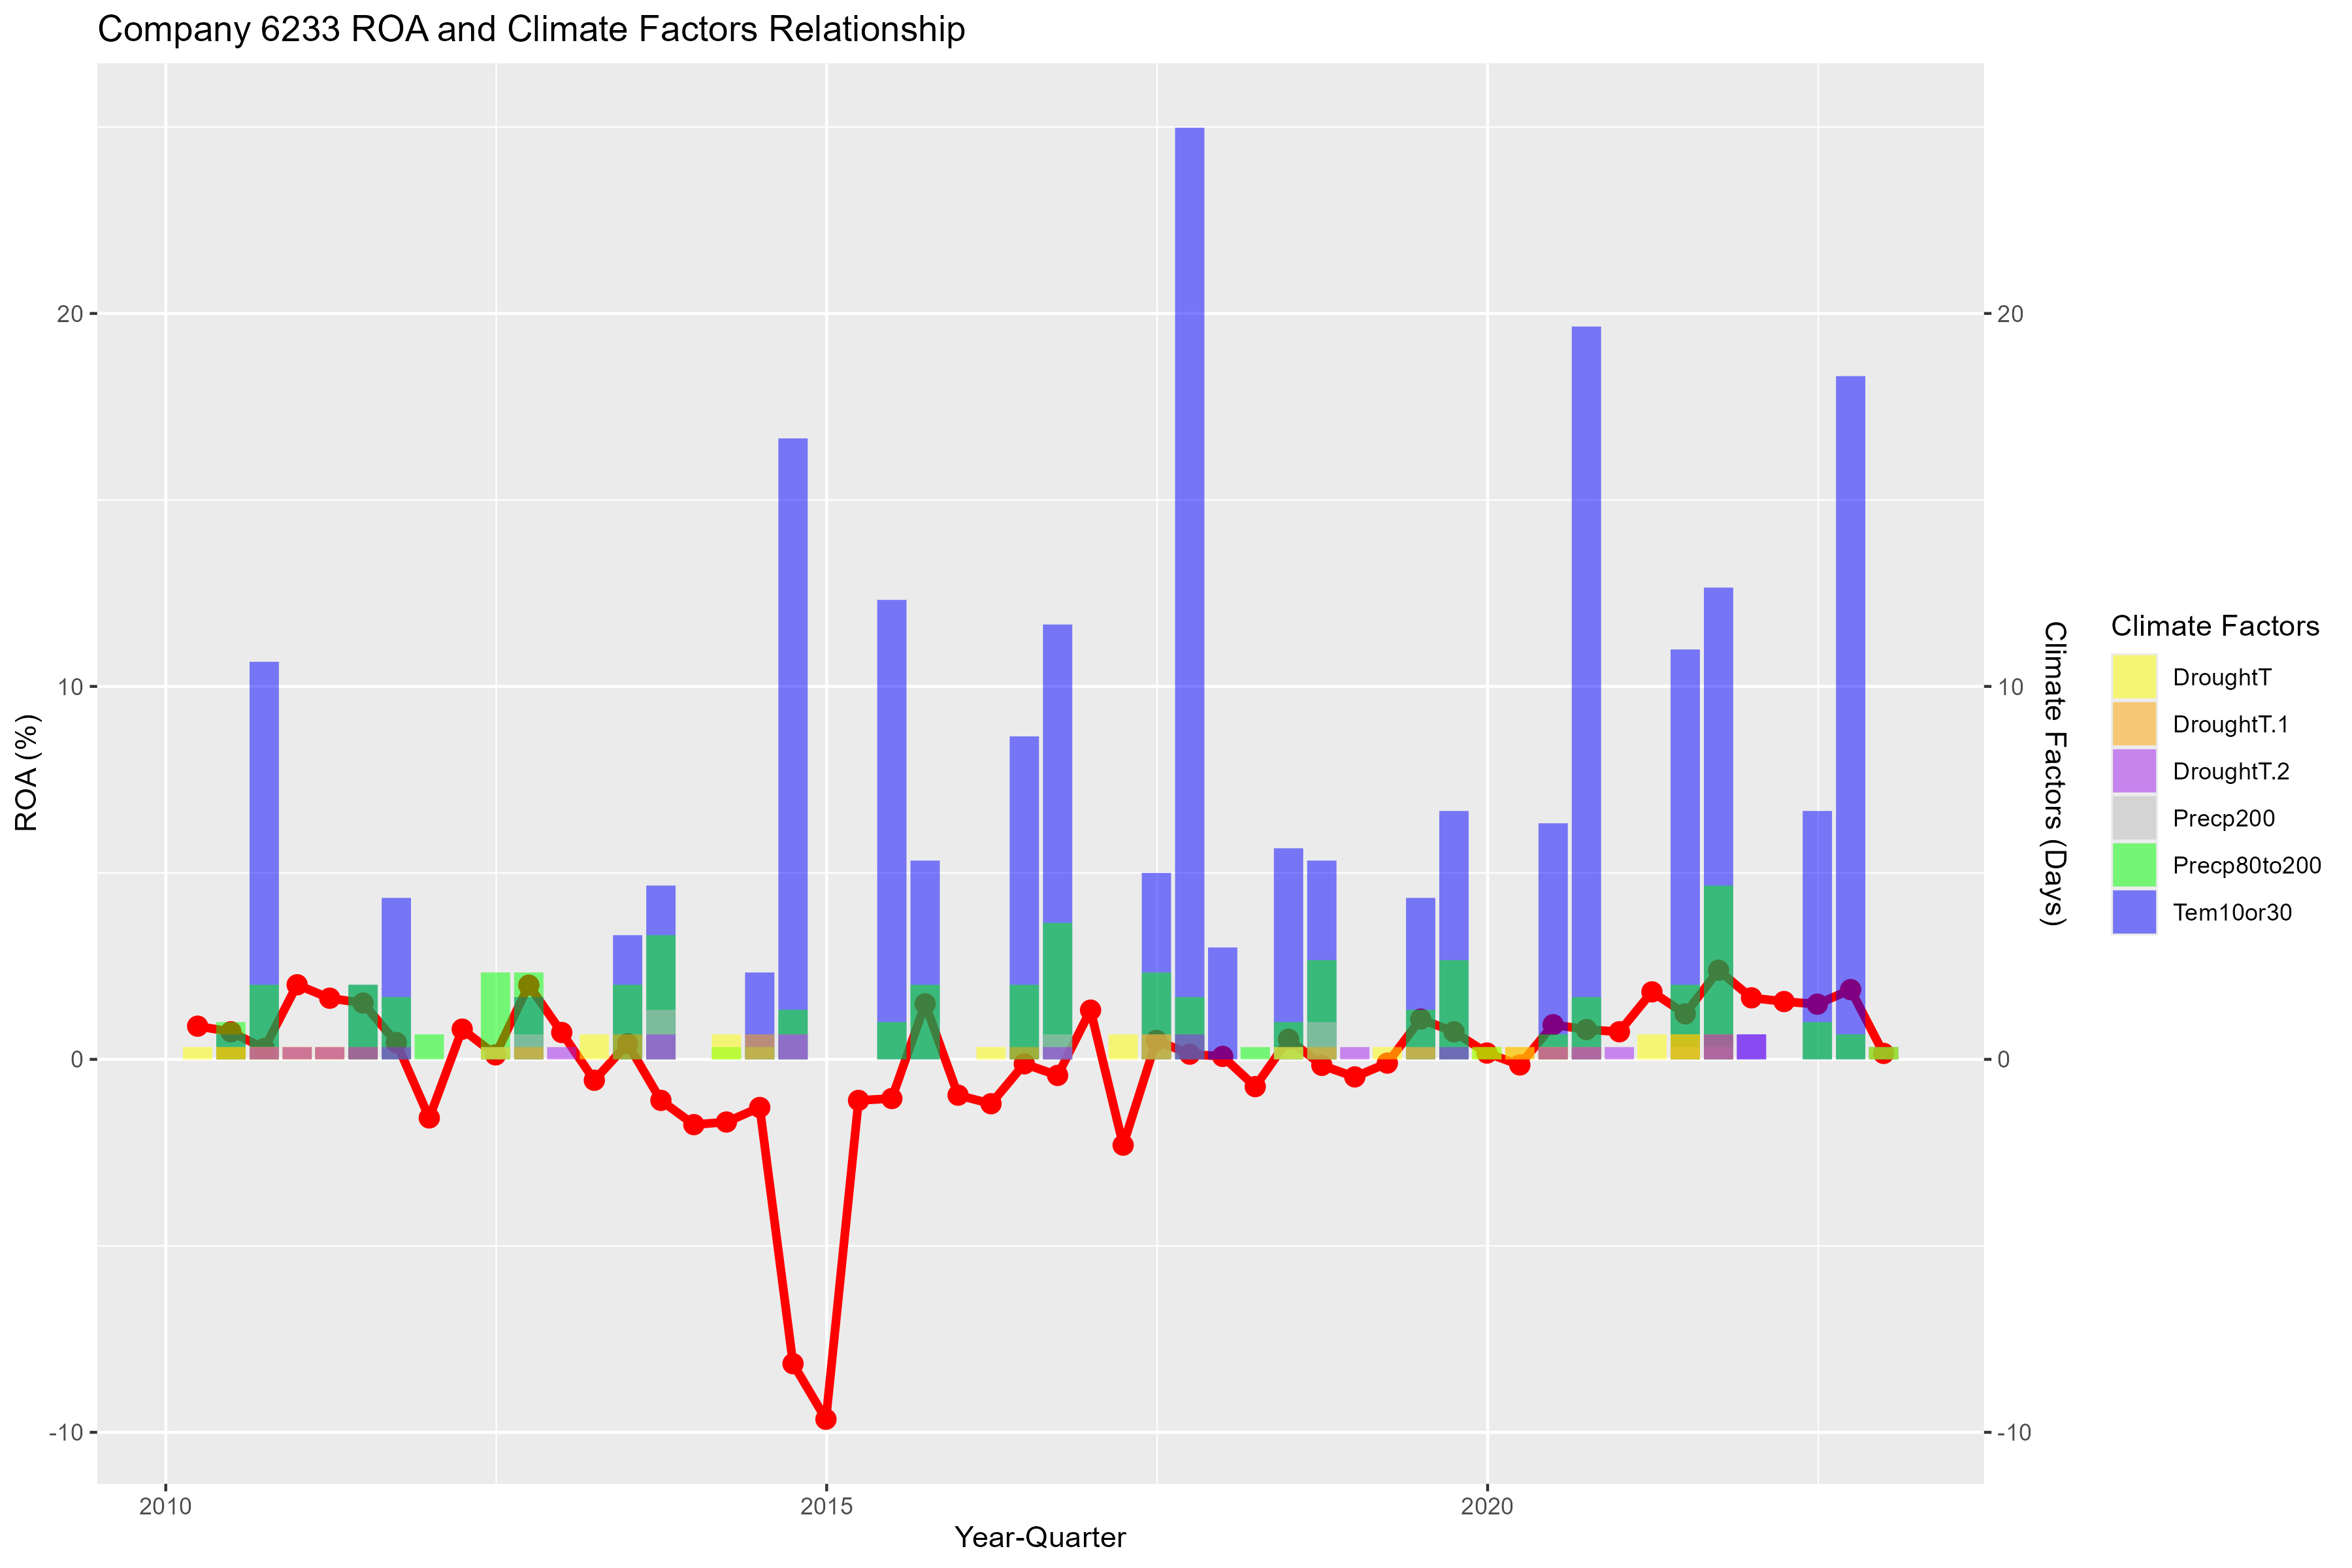 Company 6233 ROA and Climate Factors Relationship
20
10
0
-10
ROA (%)
2010
2015
2020
Year-Quarter
20
10
0
-10
Climate Factors (Days)
Climate Factors
DroughtT
DroughtT.1
DroughtT.2
Precp200
Precp80to200
Tem10or30